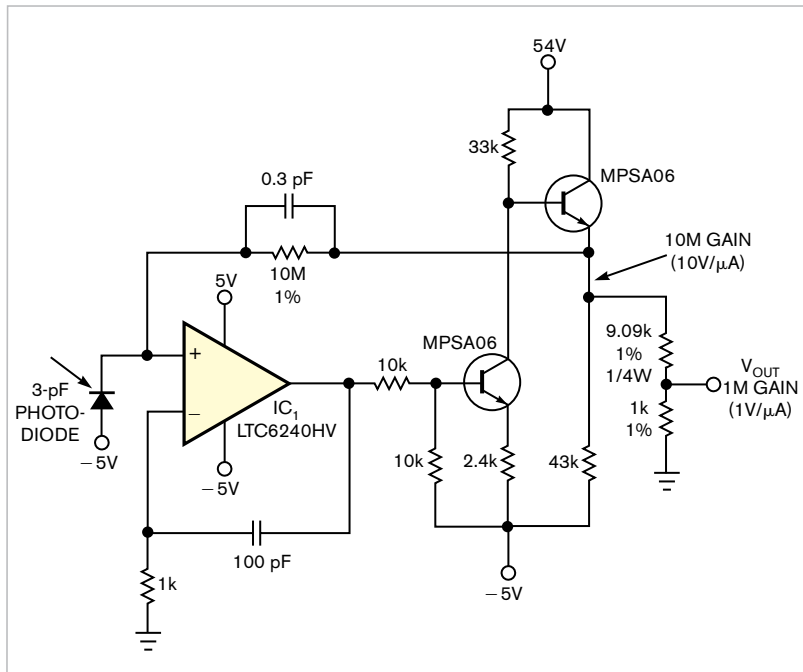 54V
33k
MPSA06
0.3 pF
10M GAIN
(10V/μA)
10M
1%
5V
9.09k
1%
1/4W
MPSA06
+
10k
VOUT
1M GAIN
(1V/μA)
3-pF
PHOTO-
DIODE
−
IC1
LTC6240HV
1k
1%
10k
2.4k
43k
−5V
−5V
100 pF
−5V
1k